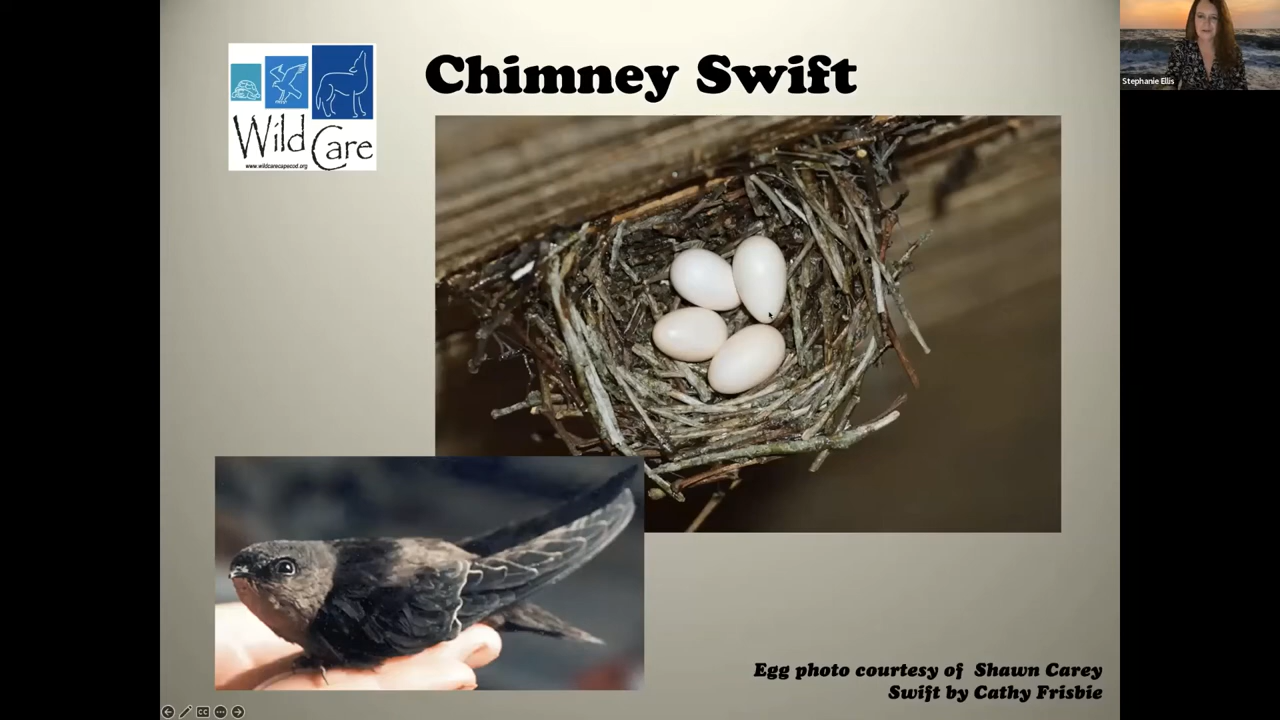 Chimney Swift
Wild Care
www.wildcarecapecod.org
Stephanie Ellis
Egg photo courtesy of Shawn Carey
Swift by Cathy Frisbie
CC